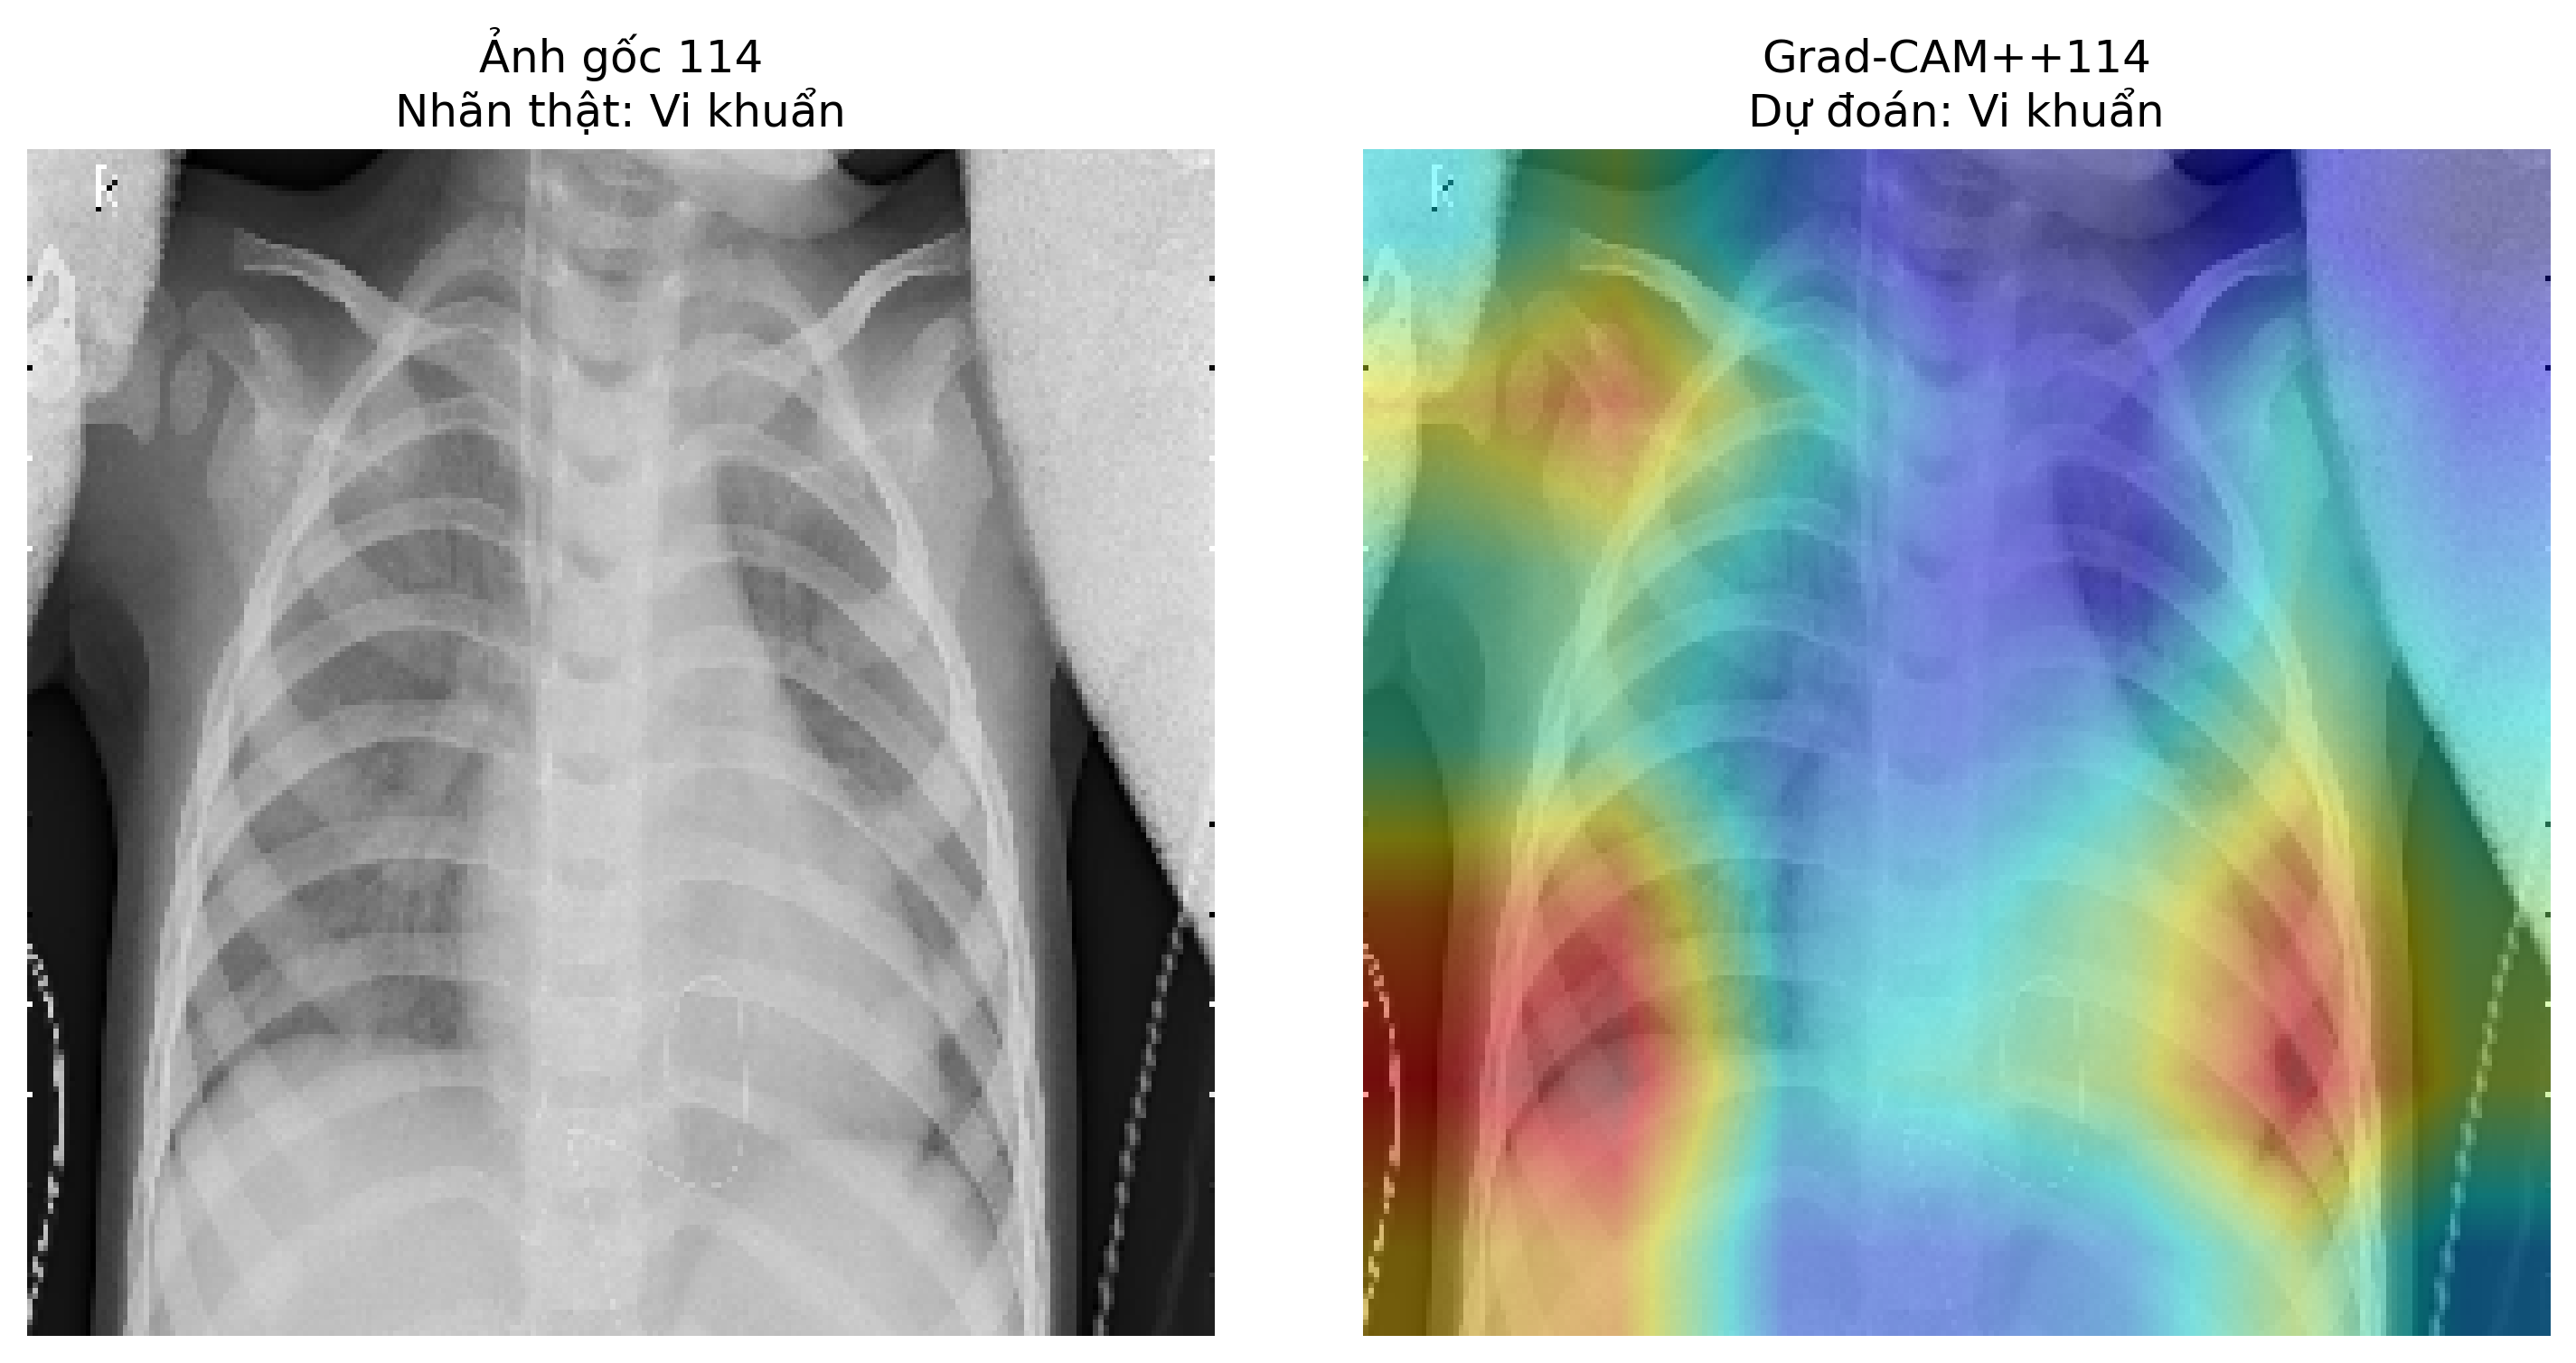 Ảnh gốc 114
Nhãn thật: Vi khuẩn
Grad-CAM++114
Dự đoán: Vi khuẩn